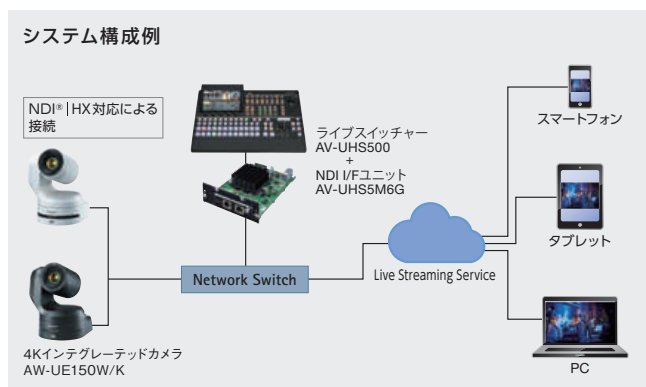 システム構成例
NDI®|HX対応による
接続
ライブスイッチャー
AV-UHS500
+
NDI I/Fユニット
AV-UHS5M6G
スマートフォン
タブレット
Network Switch
Live Streaming Service
4Kインテグレーテッドカメラ
AW-UE150W/K
PC